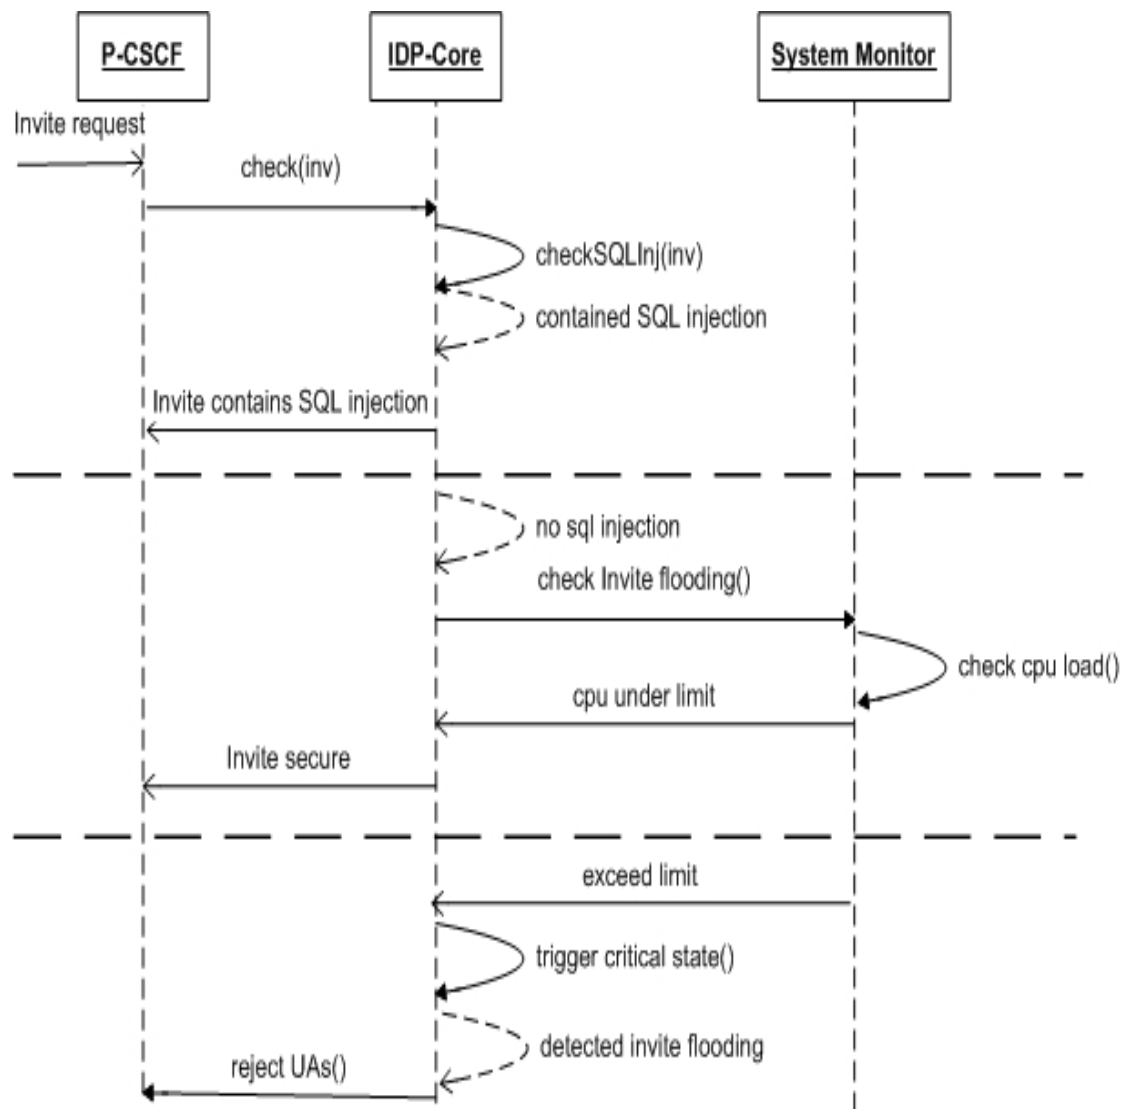 P-CSCF
IDP-Core
System Monitor
Invite request
check(inv)
checkSQLInj(inv)
contained SQL injection
Invite contains SQL injection
no sql injection
check Invite flooding()
check cpu load()
cpu under limit
Invite secure
exceed limit
trigger critical state()
detected invite flooding
reject UAs()